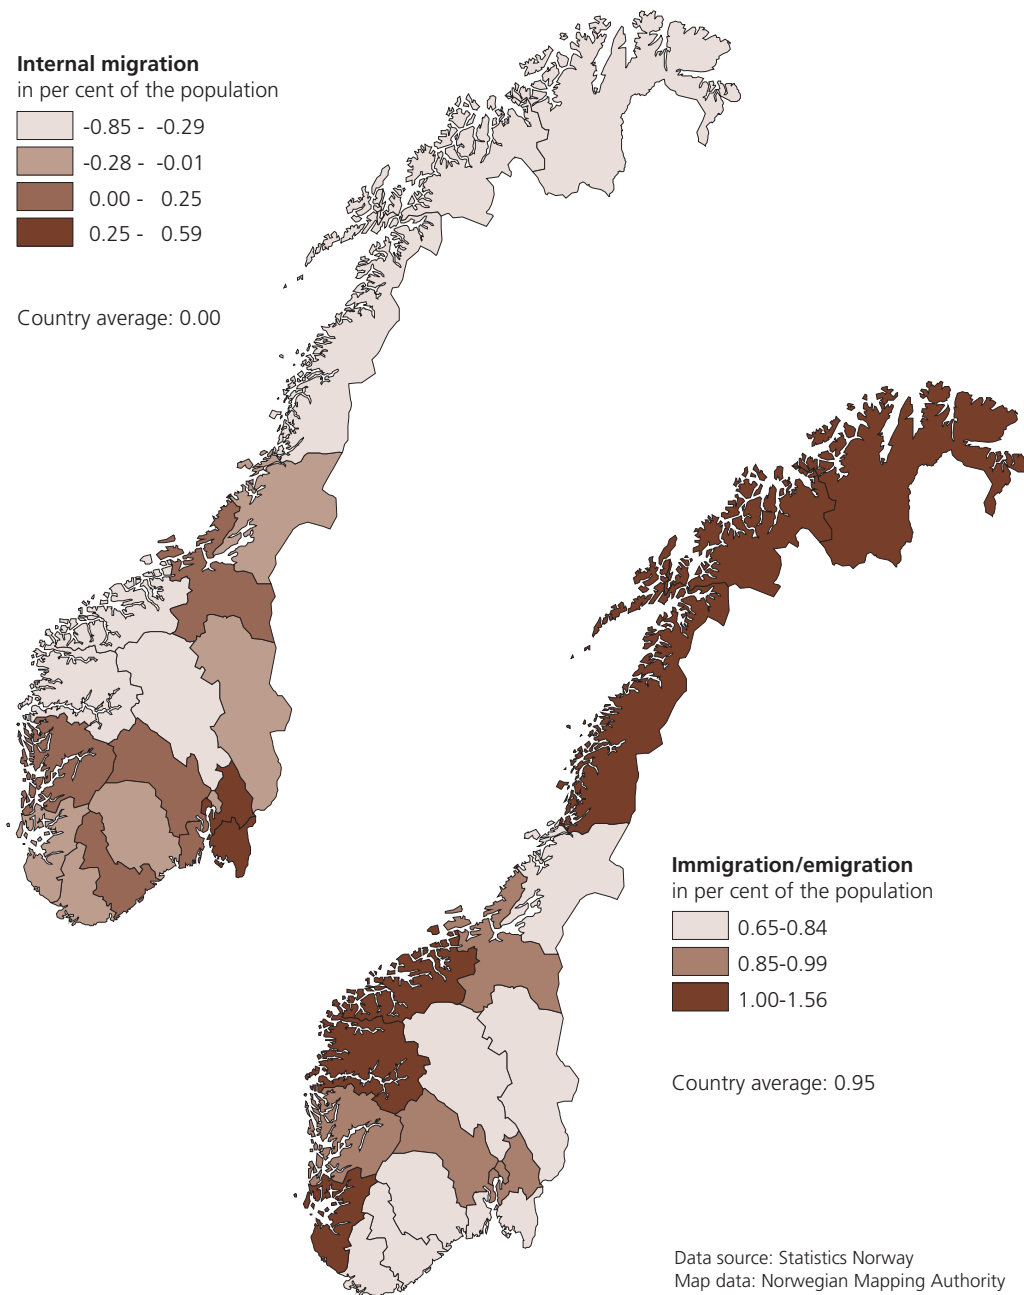 Internal migration
in per cent of the population
-0.85 - -0.29
-0.28 - -0.01
0.00 - 0.25
0.25 - 0.59
Country average: 0.00
Immigration/emigration
in per cent of the population
0.65-0.84
0.85-0.99
1.00-1.56
Country average: 0.95
Data source: Statistics Norway
Map data: Norwegian Mapping Authority